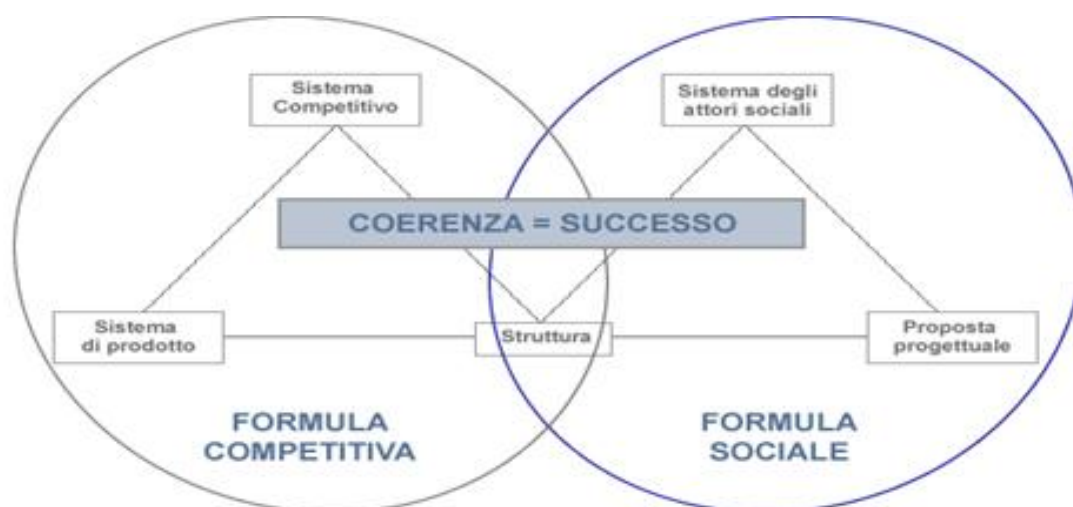 Sistema
Competitivo
Sistema degli
attori sociali
COERENZA = SUCCESSO
Sistema
di prodotto
Struttura
Proposta
progettuale
FORMULA
COMPETITIVA
FORMULA
SOCIALE